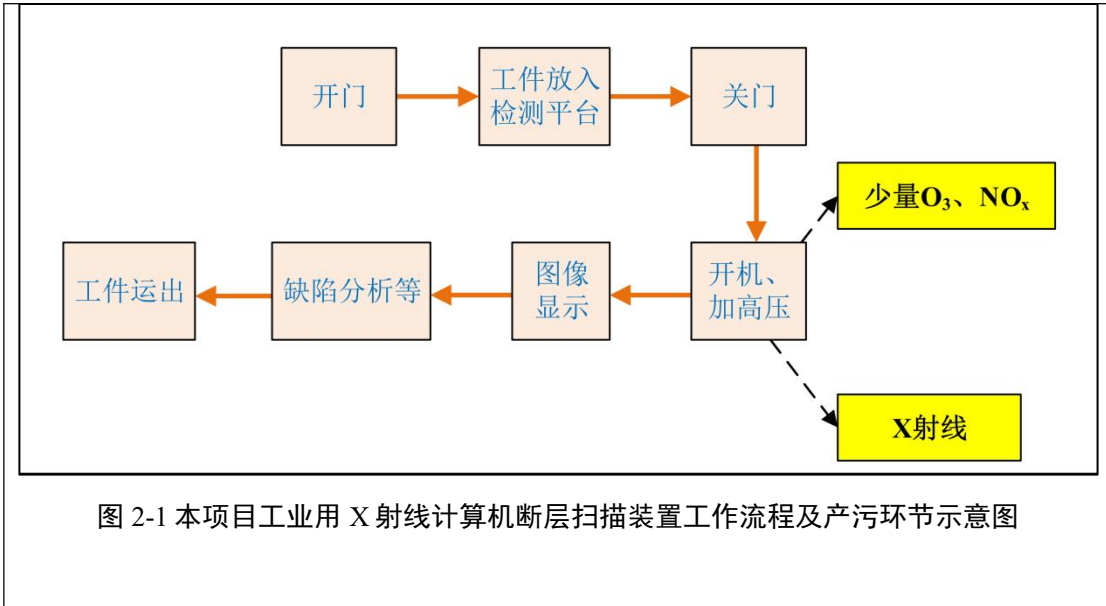 开门
工件放入
检测平台
关门
少量O₃、NOₓ
开机、
加高压
图像
显示
缺陷分析等
工件运出
X射线
图 2-1 本项目工业用 X 射线计算机断层扫描装置工作流程及产污环节示意图